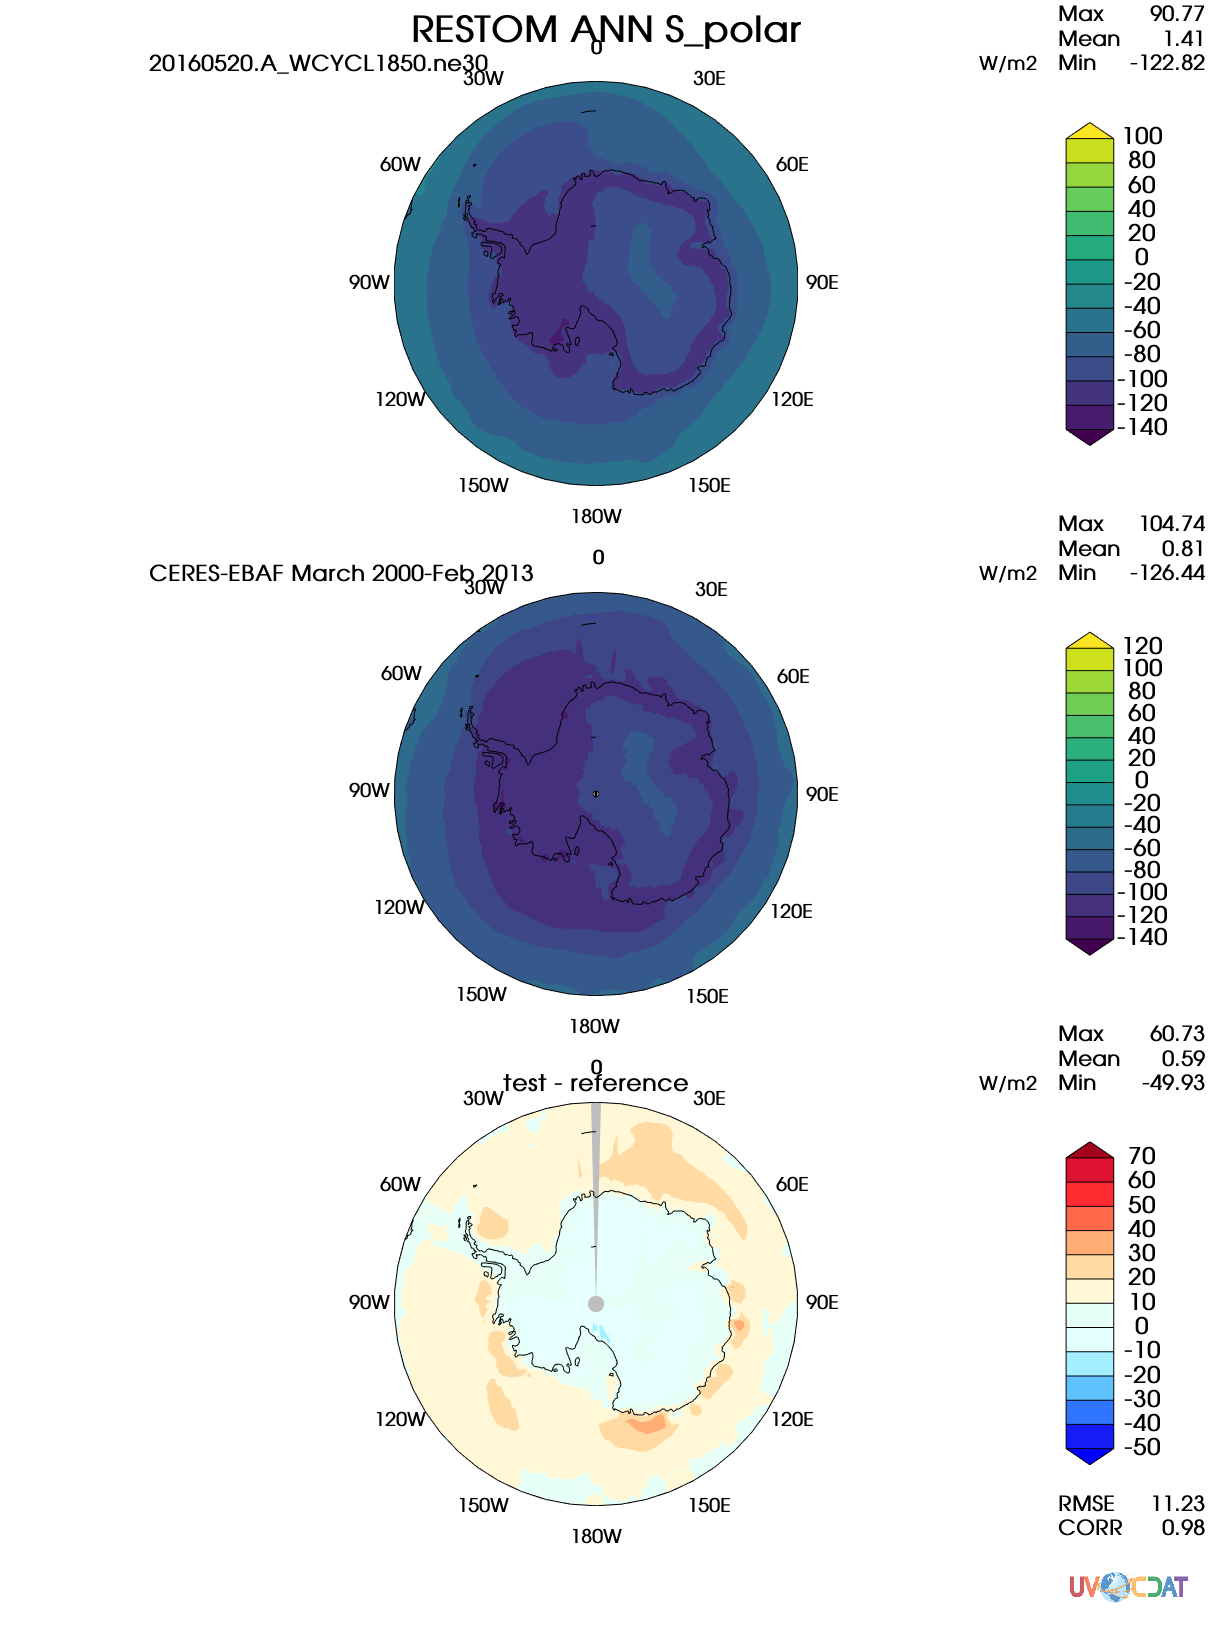 RESTOM ANN S_polar
20160520.A_WCYCL1850.ne30
W/m2
Max 90.77
Mean 1.41
Min -122.82
0
30W 30E
60W 60E
90W 90E
120W 120E
150W 150E
180W
100
80
60
40
20
0
-20
-40
-60
-80
-100
-120
-140
CERES-EBAF March 2000-Feb 2013
W/m2
Max 104.74
Mean 0.81
Min -126.44
0
30W 30E
60W 60E
90W 90E
120W 120E
150W 150E
180W
120
100
80
60
40
20
0
-20
-40
-60
-80
-100
-120
-140
test - reference
W/m2
Max 60.73
Mean 0.59
Min -49.93
0
30W 30E
60W 60E
90W 90E
120W 120E
150W 150E
180W
70
60
50
40
30
20
10
0
-10
-20
-30
-40
-50
RMSE 11.23
CORR 0.98
UVCDAT